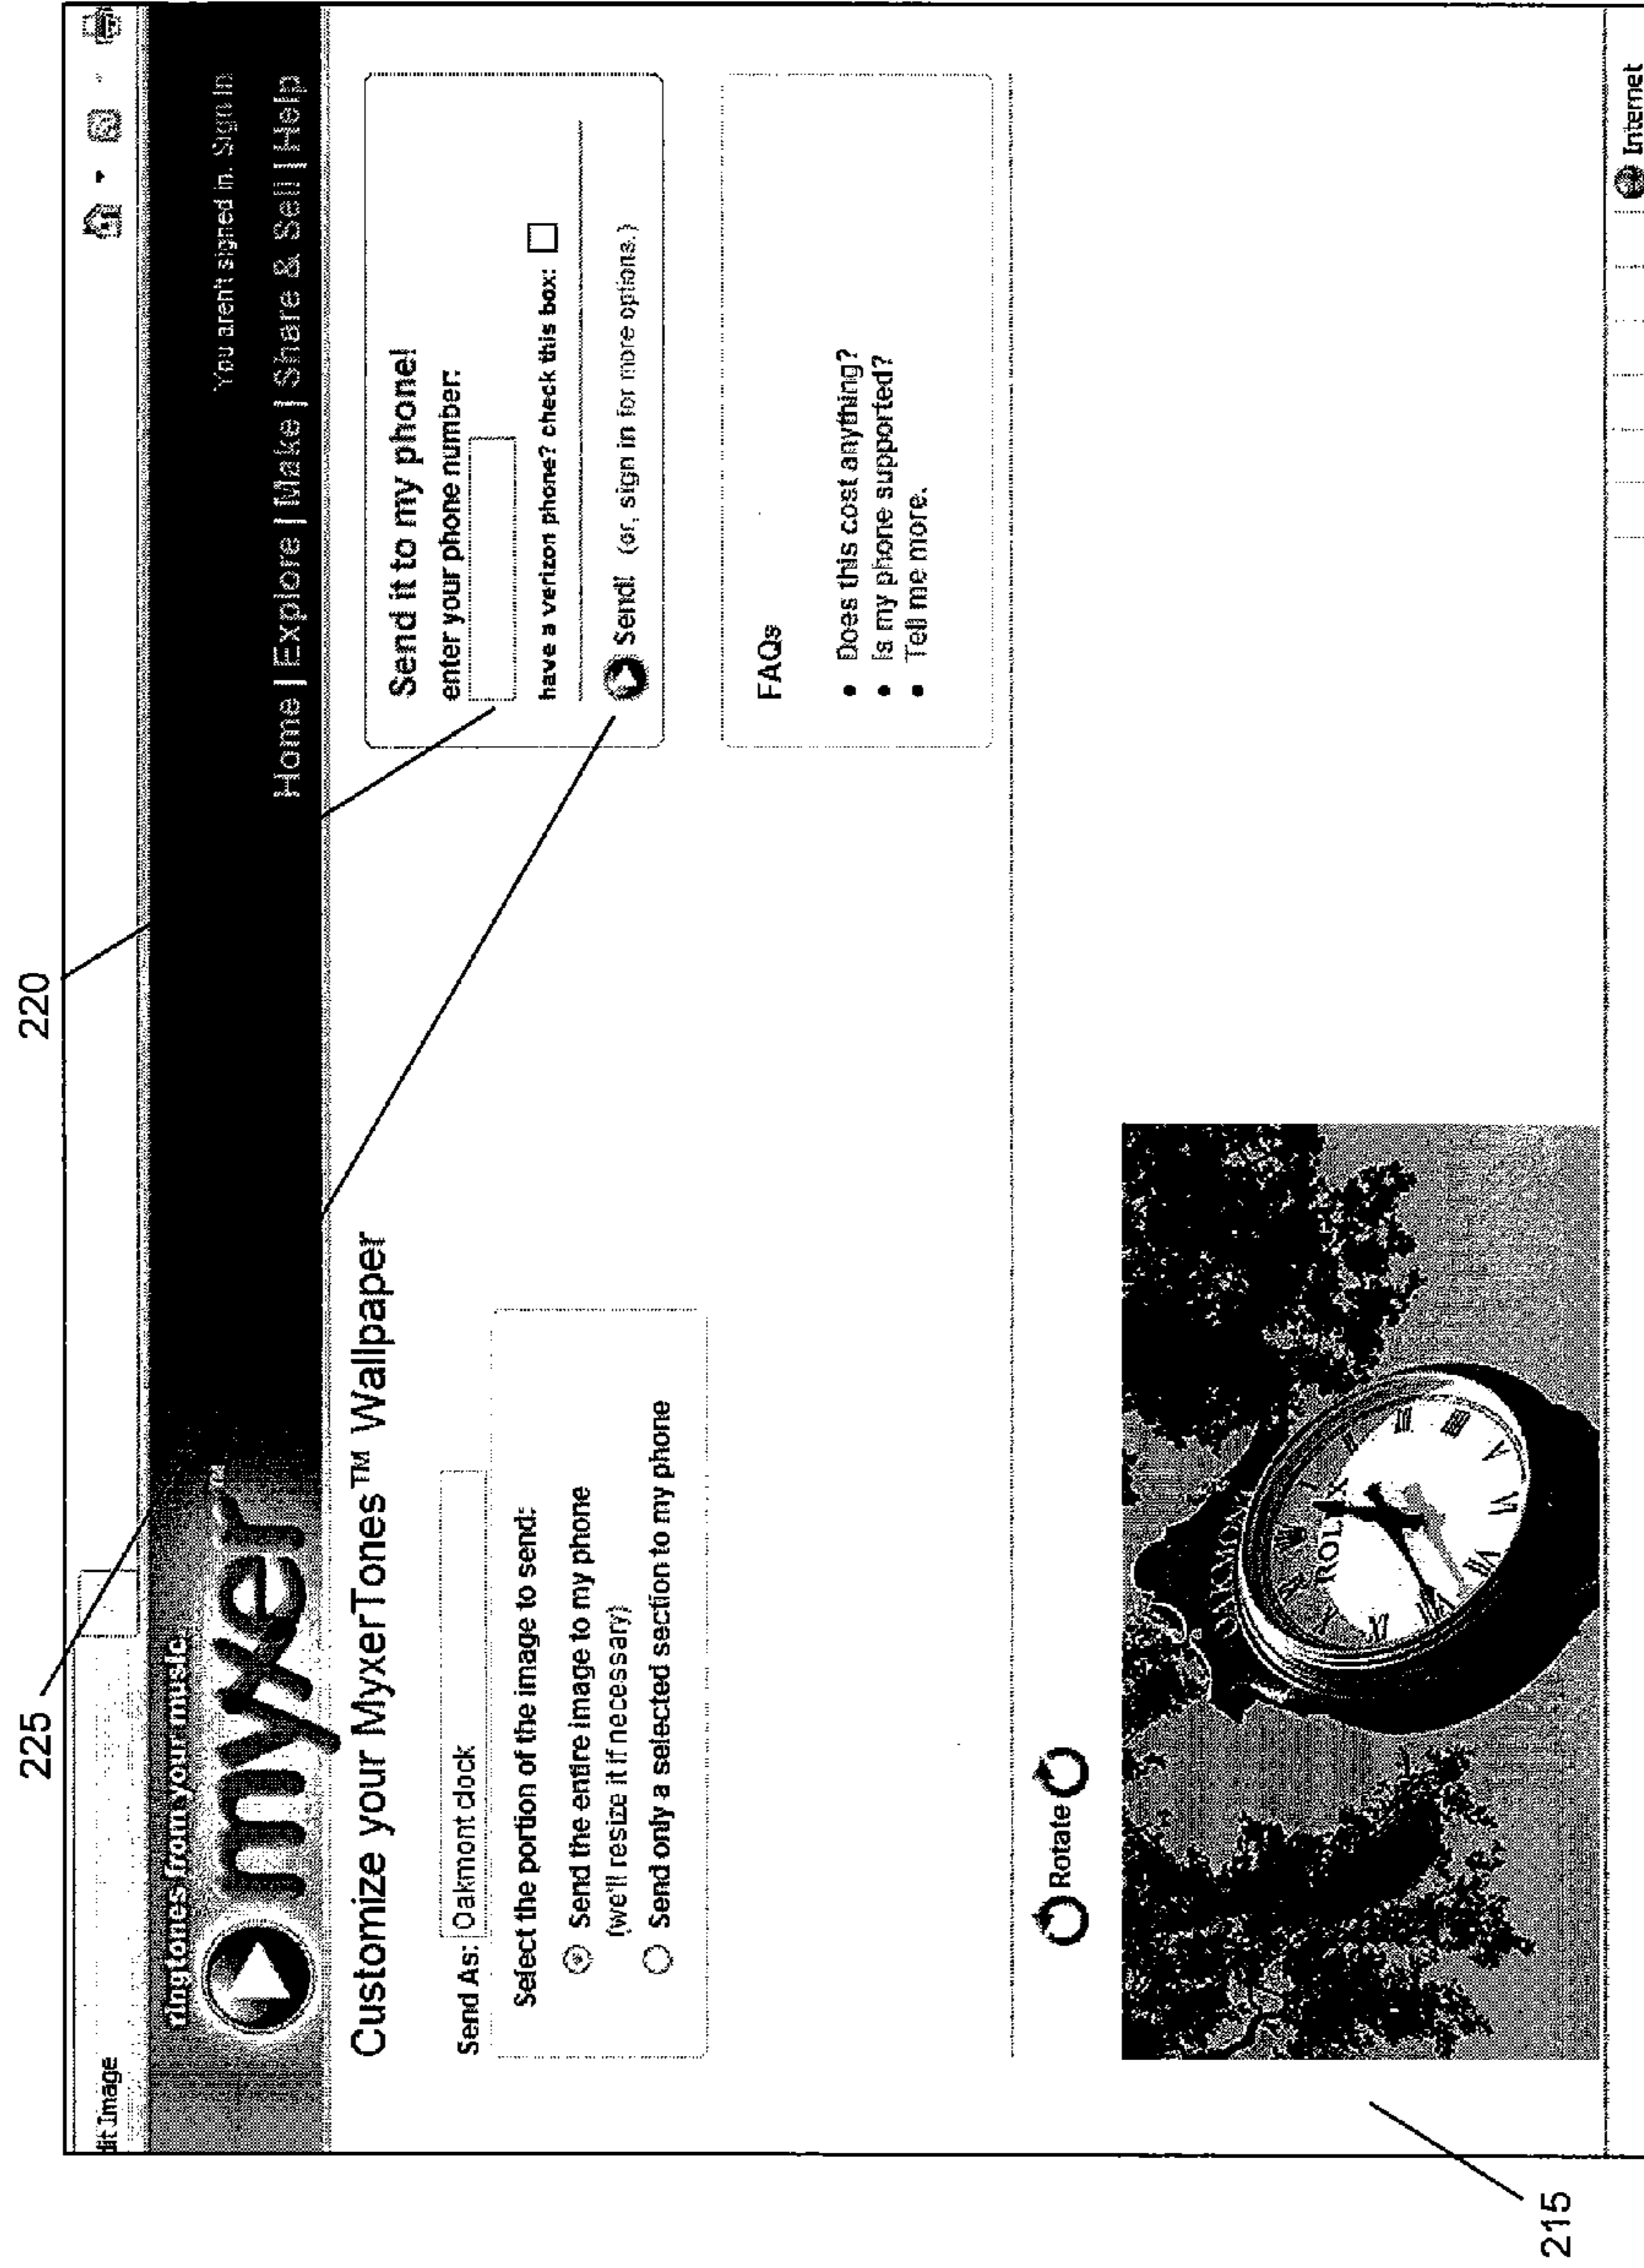 220
225
dit Image
ringtones from your music
myxer™
You aren't signed in. Sign In
Home | Explore | Make | Share & Sell | Help
Customize your MyxerTones™ Wallpaper
Send As: Oakmont clock
Select the portion of the image to send:
Send the entire image to my phone
(we'll resize it if necessary)
Send only a selected section to my phone
Send it to my phone!
enter your phone number:
have a verizon phone? check this box:
Send! (or, sign in for more options.)
FAQs
• Does this cost anything?
• Is my phone supported?
• Tell me more.
Rotate
OAKMONT
ROLEX
Internet
215